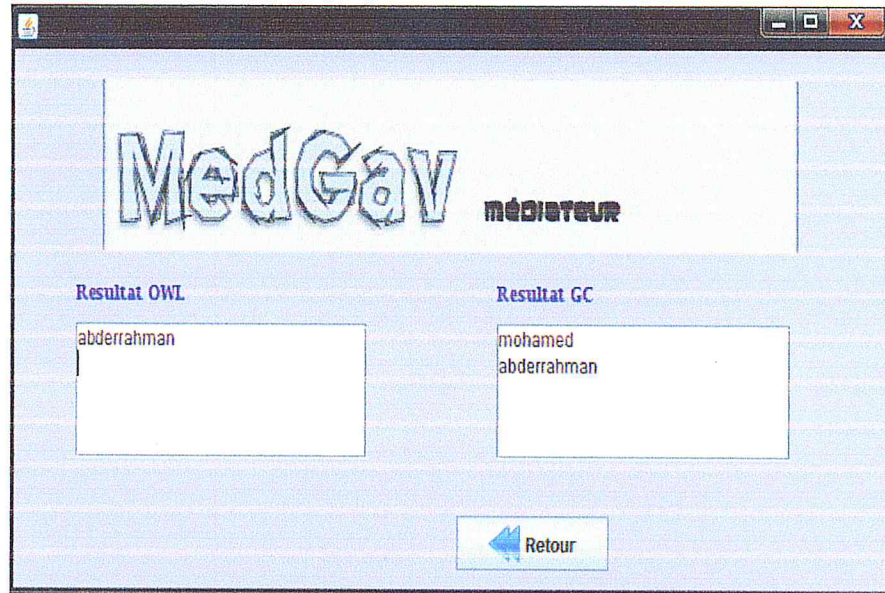 MedGav médiateur
Resultat OWL
abderrahman
Resultat GC
mohamed
abderrahman
Retour